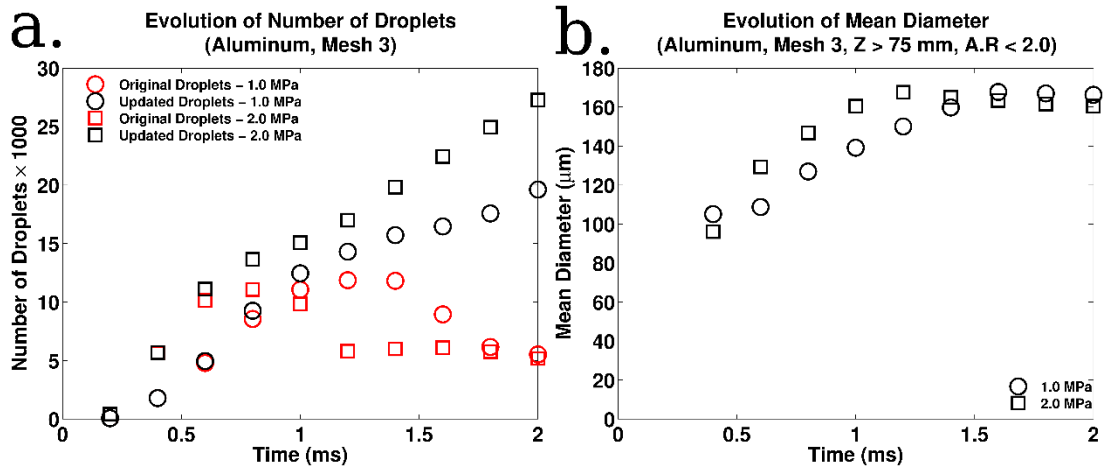 a.
Evolution of Number of Droplets
(Aluminum, Mesh 3)
30
25
20
15
10
5
0
Number of Droplets × 1000
Original Droplets – 1.0 MPa
Updated Droplets – 1.0 MPa
Original Droplets – 2.0 MPa
Updated Droplets – 2.0 MPa
0 0.5 1 1.5 2
Time (ms)
b.
Evolution of Mean Diameter
(Aluminum, Mesh 3, Z > 75 mm, A.R < 2.0)
180
160
140
120
100
80
60
40
20
0
Mean Diameter (μm)
1.0 MPa
2.0 MPa
0 0.5 1 1.5 2
Time (ms)